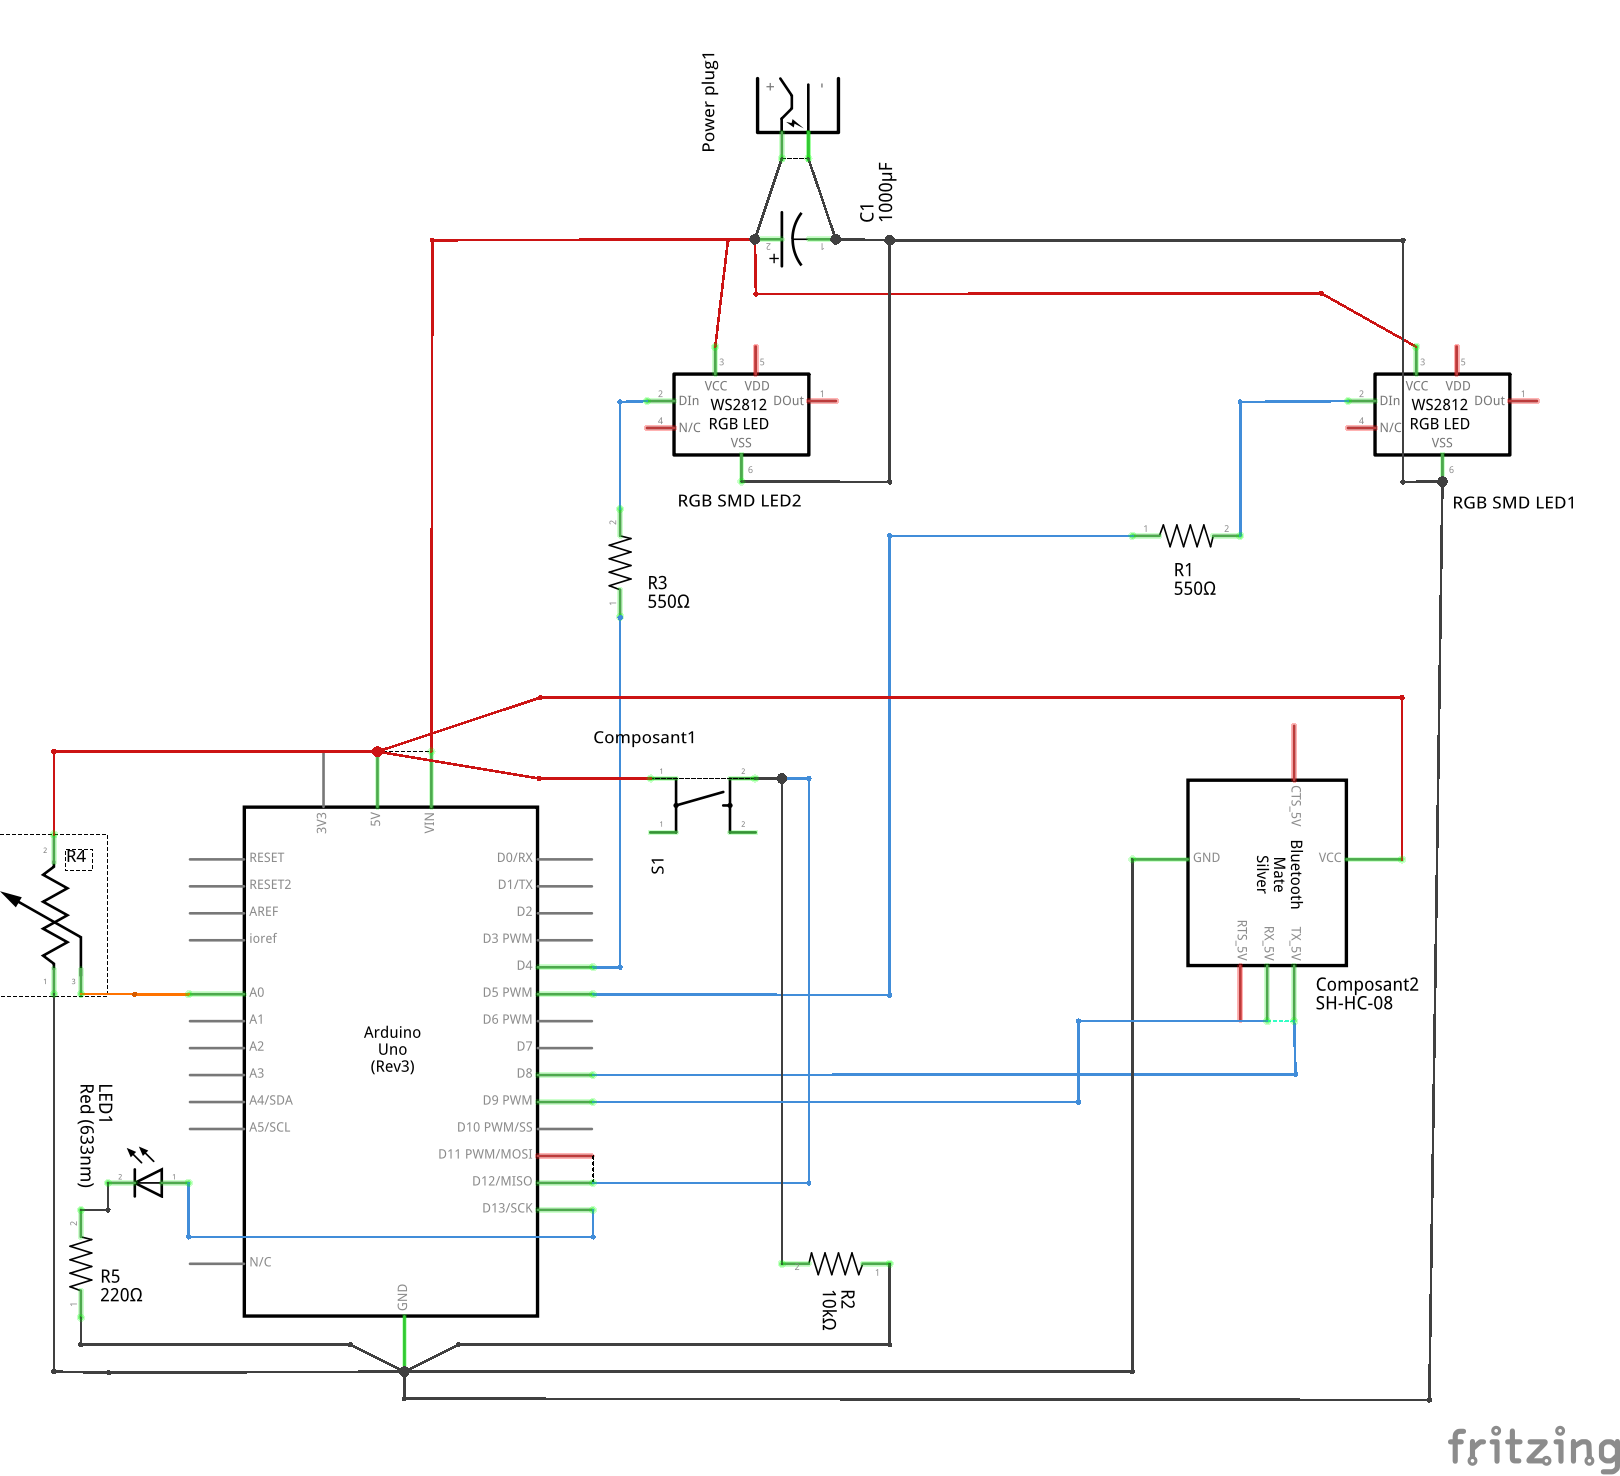 Power plug1
+
-
C1
1000µF
2
1
+
3
5
VCC
VDD
2
DIn
WS2812
DOut
1
4
N/C
RGB LED
VSS
6
RGB SMD LED2
3
5
VCC
VDD
2
DIn
WS2812
DOut
1
4
N/C
RGB LED
VSS
6
RGB SMD LED1
2
R3
550Ω
1
1
2
R1
550Ω
Composant1
1
2
1
2
S1
3V3
5V
VIN
2
R4
1
3
RESET
RESET2
AREF
ioref
A0
A1
A2
A3
A4/SDA
A5/SCL
N/C
Arduino
Uno
(Rev3)
D0/RX
D1/TX
D2
D3 PWM
D4
D5 PWM
D6 PWM
D7
D8
D9 PWM
D10 PWM/SS
D11 PWM/MOSI
D12/MISO
D13/SCK
GND
CTS_5V
GND
VCC
Bluetooth
Mate
Silver
RTS_5V
RX_5V
TX_5V
Composant2
SH-HC-08
LED1
Red (633nm)
2
1
2
R5
220Ω
1
2
1
R2
10kΩ
fritzing